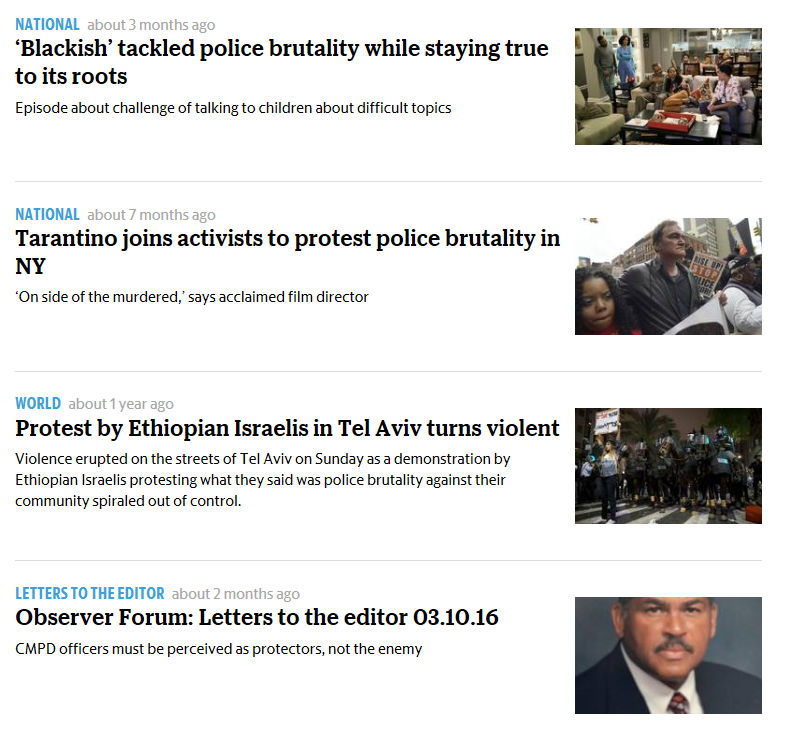 NATIONAL about 3 months ago
‘Blackish’ tackled police brutality while staying true
to its roots
Episode about challenge of talking to children about difficult topics
NATIONAL about 7 months ago
Tarantino joins activists to protest police brutality in
NY
‘On side of the murdered,’ says acclaimed film director
RISE UP!
STOP
WORLD about 1 year ago
Protest by Ethiopian Israelis in Tel Aviv turns violent
Violence erupted on the streets of Tel Aviv on Sunday as a demonstration by
Ethiopian Israelis protesting what they said was police brutality against their
community spiraled out of control.
LETTERS TO THE EDITOR about 2 months ago
Observer Forum: Letters to the editor 03.10.16
CMPD officers must be perceived as protectors, not the enemy